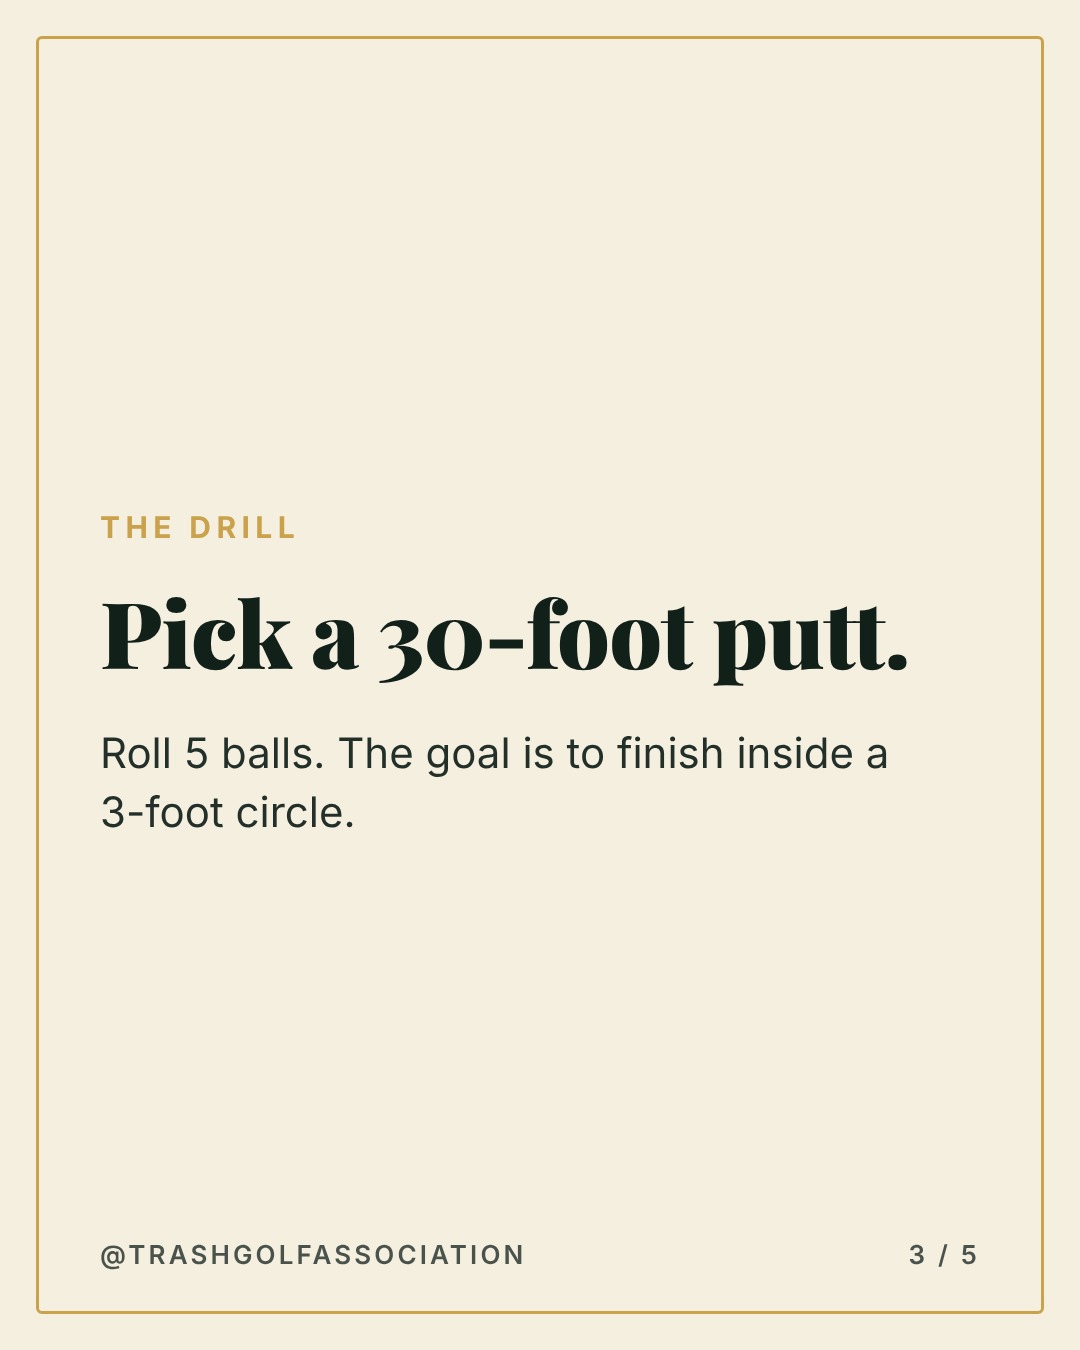 THE DRILL
Pick a 30-foot putt.
Roll 5 balls. The goal is to finish inside a
3-foot circle.
@TRASHGOLFASSOCIATION
3 / 5